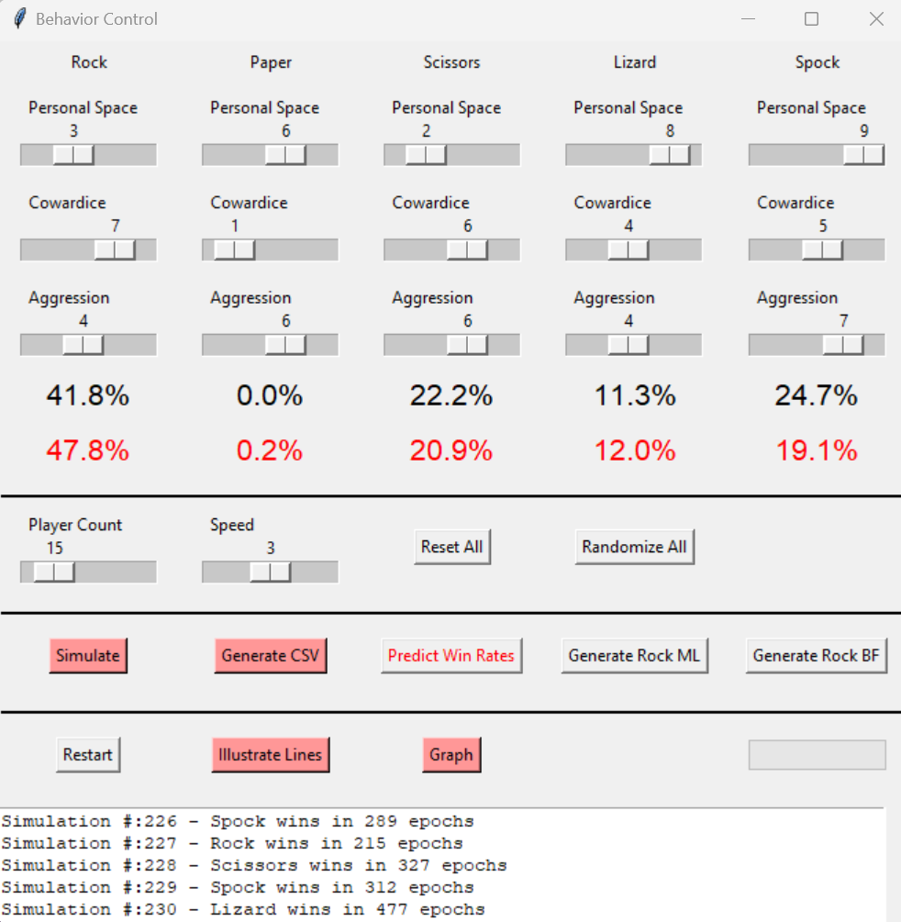 Behavior Control
Rock Paper Scissors Lizard Spock
Personal Space Personal Space Personal Space Personal Space Personal Space
3 6 2 8 9
Cowardice Cowardice Cowardice Cowardice Cowardice
7 1 6 4 5
Aggression Aggression Aggression Aggression Aggression
4 6 6 4 7
41.8% 0.0% 22.2% 11.3% 24.7%
47.8% 0.2% 20.9% 12.0% 19.1%
Player Count Speed
15 3 Reset All Randomize All
Simulate Generate CSV Predict Win Rates Generate Rock ML Generate Rock BF
Restart Illustrate Lines Graph
Simulation #:226 - Spock wins in 289 epochs
Simulation #:227 - Rock wins in 215 epochs
Simulation #:228 - Scissors wins in 327 epochs
Simulation #:229 - Spock wins in 312 epochs
Simulation #:230 - Lizard wins in 477 epochs